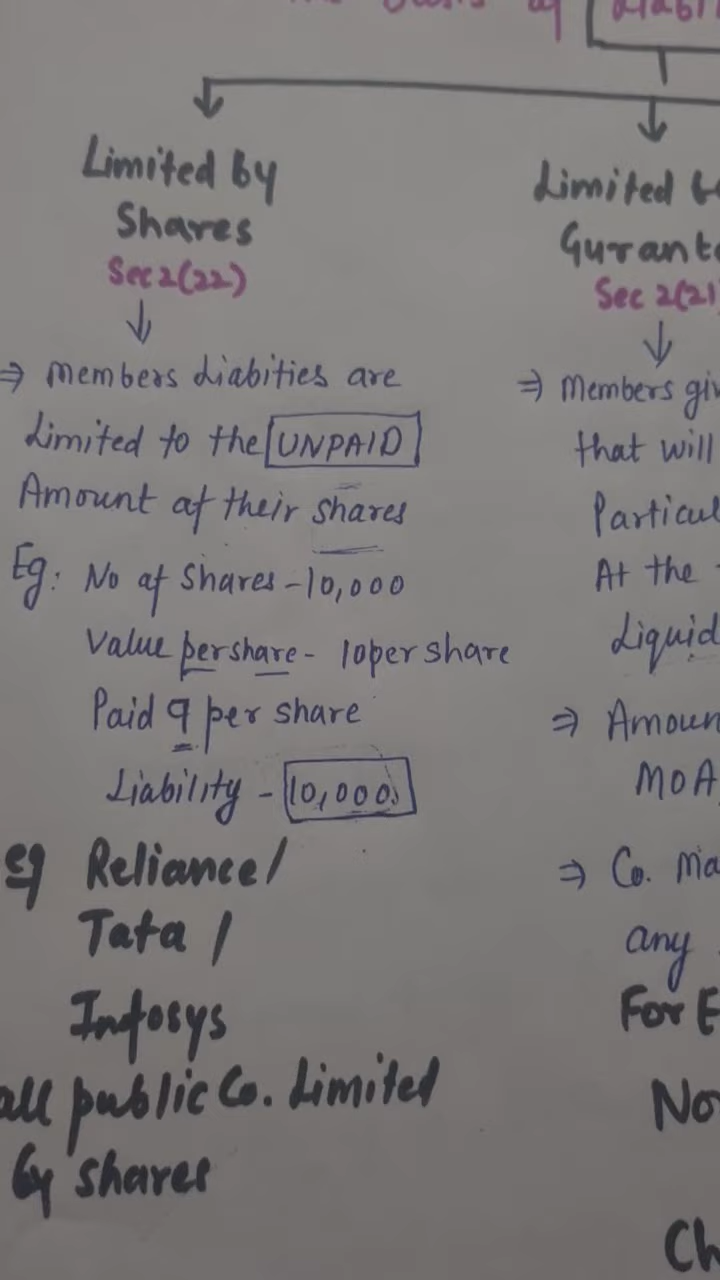 of
Limited by
Shares
Sec 2(22)
⇒ Members Liabities are
Limited to the UNPAID
Amount of their shares
Eg: No of Shares - 10,000
Value per share - 10 per share
Paid 9 per share
Liability - 10,000
eg Reliance/
Tata /
Infosys
all public Co. Limited
by shares
Limited
Gurant
Sec 2(21)
⇒ Members giv
that will
Particul
At the
Liquid
⇒ Amoun
MOA
⇒ Co. Ma
any
For E
No
Ch